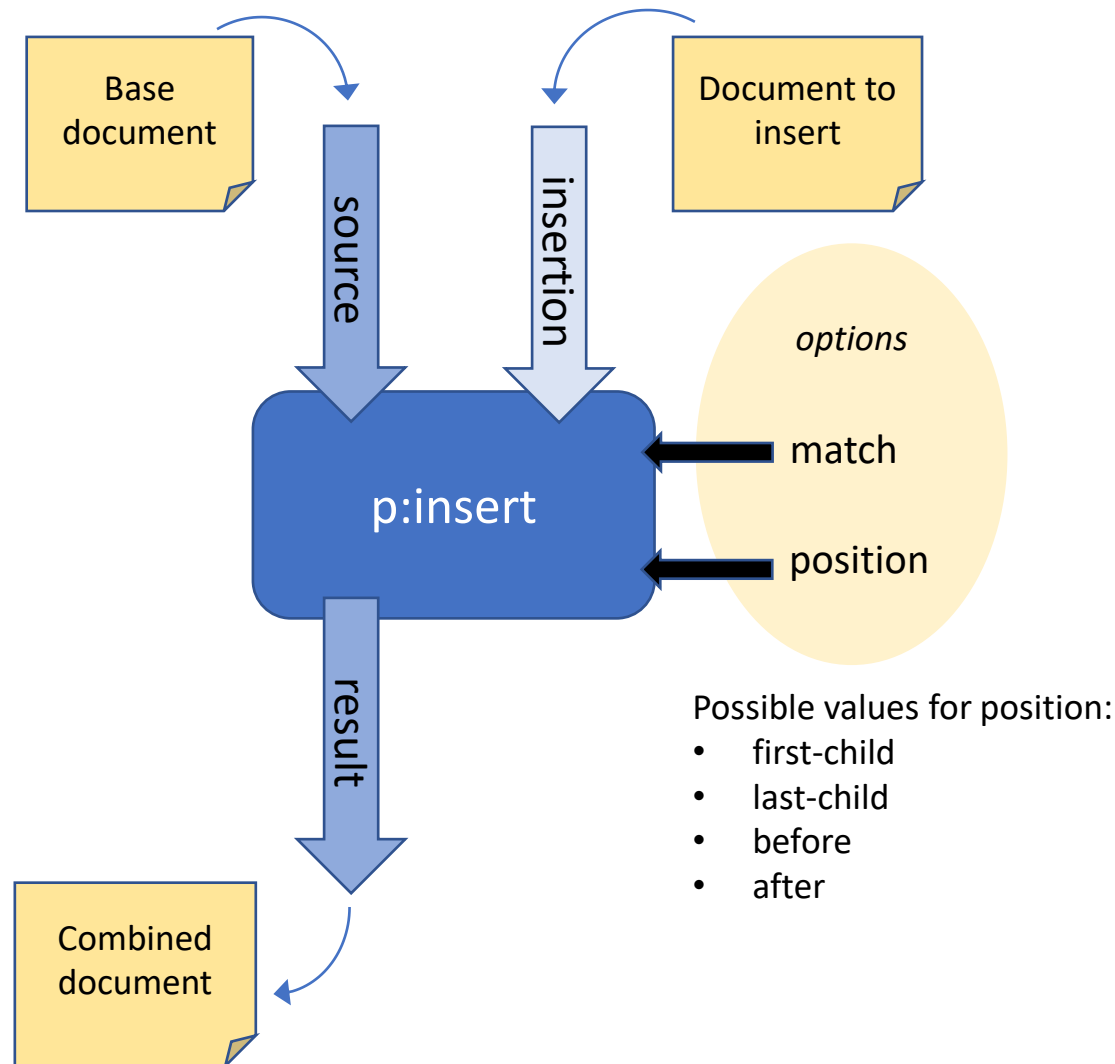 Base
document
Document to
insert
source
insertion
options
match
p:insert
position
result
Possible values for position:
• first-child
• last-child
• before
• after
Combined
document